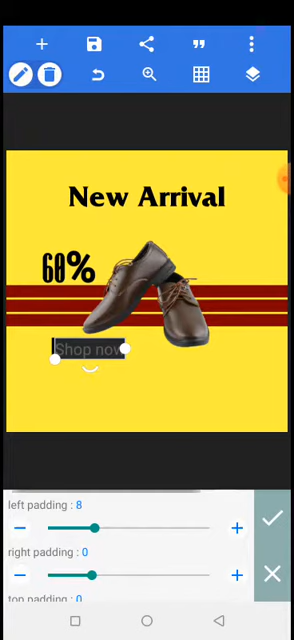 New Arrival
60%
Shop now
left padding : 8
right padding : 0
top padding : 0